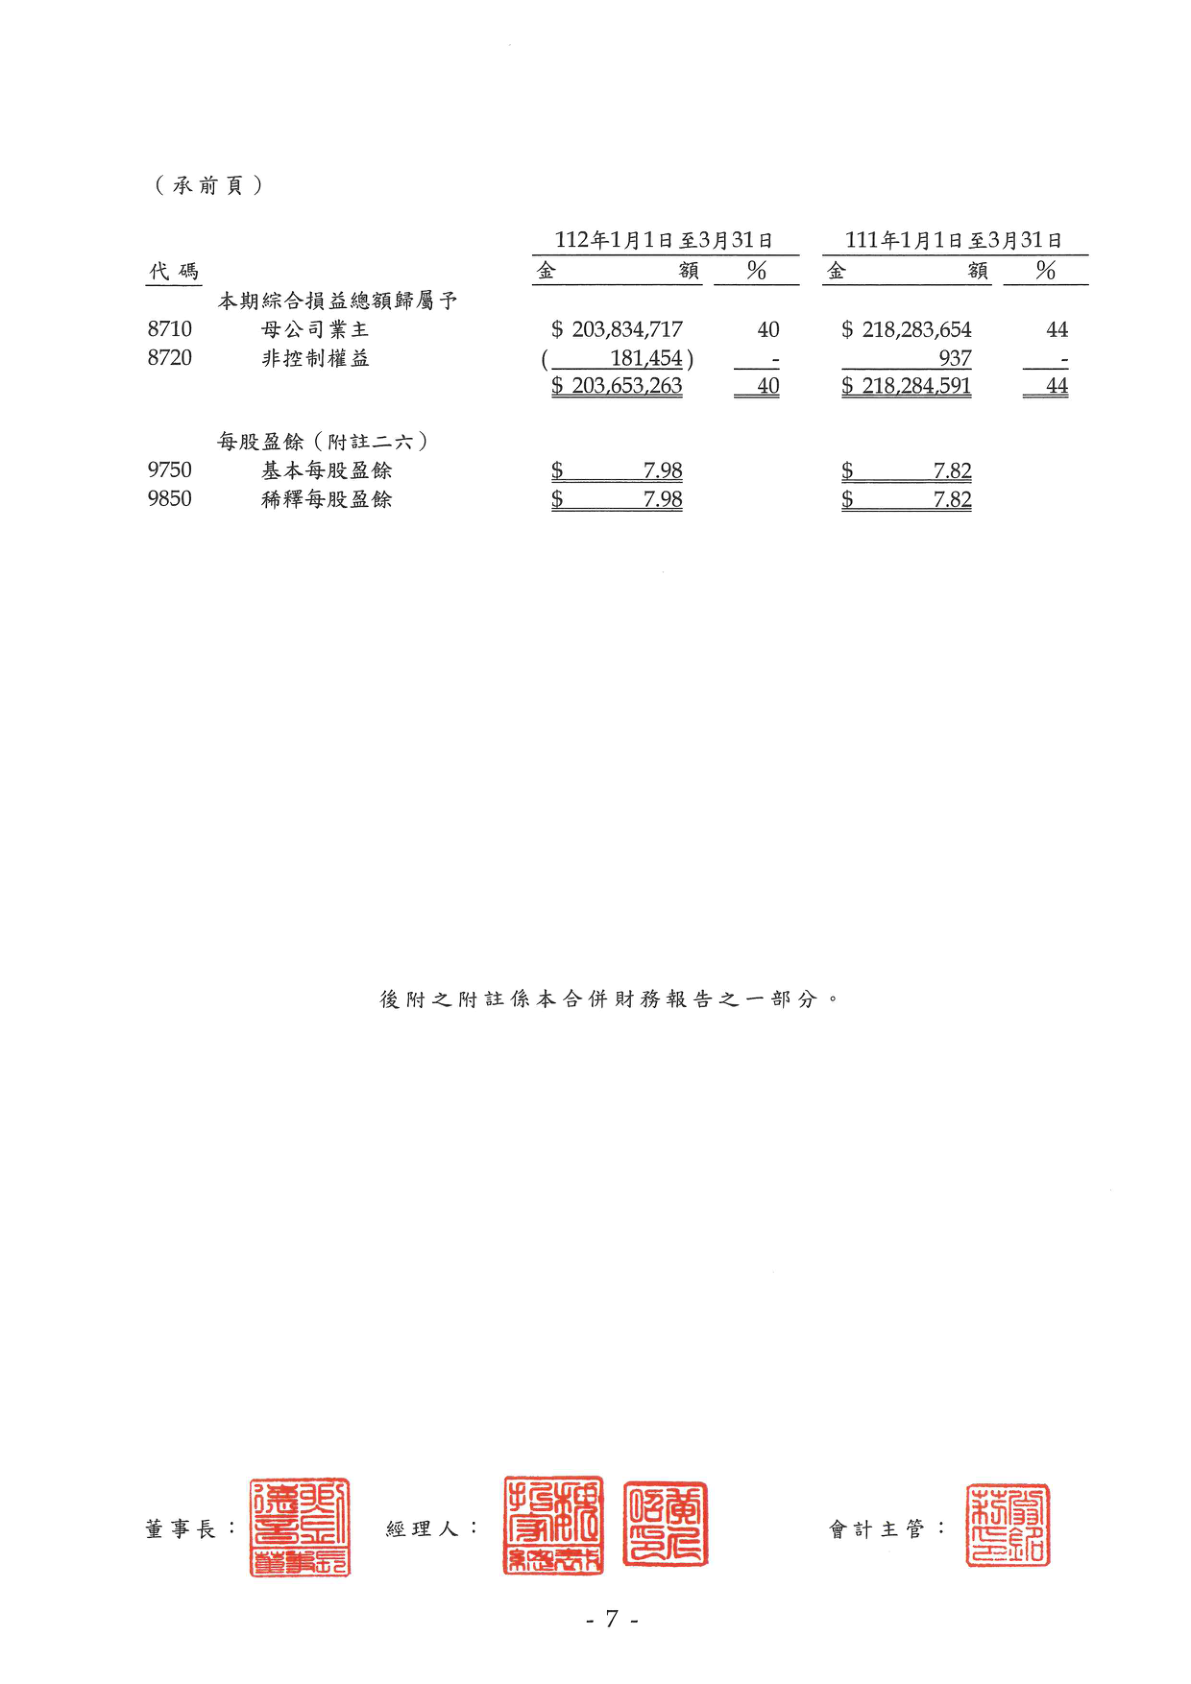 （承前頁）
112年1月1日至3月31日 111年1月1日至3月31日
代碼 金額 % 金額 %
本期綜合損益總額歸屬予
8710 母公司業主 $ 203,834,717 40 $ 218,283,654 44
8720 非控制權益 ( 181,454) - 937 -
$ 203,653,263 40 $ 218,284,591 44
每股盈餘（附註二六）
9750 基本每股盈餘 $ 7.98 $ 7.82
9850 稀釋每股盈餘 $ 7.98 $ 7.82
後附之附註係本合併財務報告之一部分。
董事長： 經理人： 會計主管：
- 7 -